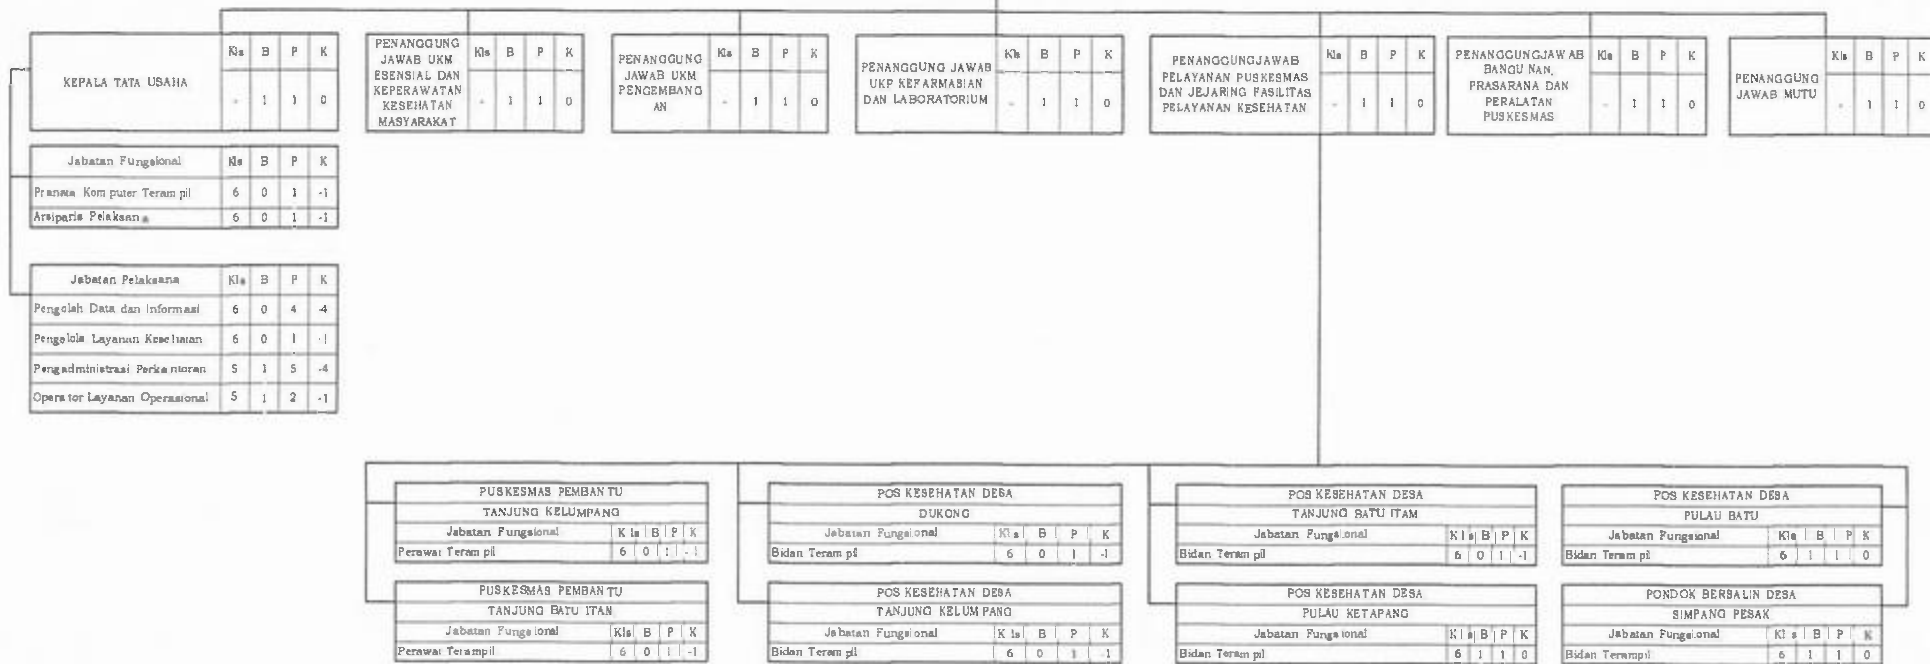 KEPALA TATA USAHA
Kls B P K
- 1 1 0
PENANGGUNG
JAWAB UKM
ESENSIAL DAN
KEPERAWATAN
KESEHATAN
MASYARAKAT
Kls B P K
- 1 1 0
PENANGGUNG
JAWAB UKM
PENGEMBANG
AN
Kls B P K
- 1 1 0
PENANGGUNG JAWAB
UKP KEFARMASIAN
DAN LABORATORIUM
Kls B P K
- 1 1 0
PENANGGUNGJAWAB
PELAYANAN PUSKESMAS
DAN JEJARING FASILITAS
PELAYANAN KESEHATAN
Kls B P K
- 1 1 0
PENANGGUNGJAWAB
BANGUNAN,
PRASARANA DAN
PERALATAN
PUSKESMAS
Kls B P K
- 1 1 0
PENANGGUNG
JAWAB MUTU
Kls B P K
- 1 1 0
Jabatan Fungsional Kls B P K
Pranata Komputer Terampil 6 0 1 -1
Arsiparis Pelaksana 6 0 1 -1
Jabatan Pelaksana Kls B P K
Pengolah Data dan Informasi 6 0 4 -4
Pengelola Layanan Kesehatan 6 0 1 -1
Pengadministrasi Perkantoran 5 1 5 -4
Operator Layanan Operasional 5 1 2 -1
PUSKESMAS PEMBANTU
TANJUNG KELUMPANG
Jabatan Fungsional Kls B P K
Perawat Terampil 6 0 1 -1
POS KESEHATAN DESA
DUKONG
Jabatan Fungsional Kls B P K
Bidan Terampil 6 0 1 -1
POS KESEHATAN DESA
TANJUNG BATU ITAM
Jabatan Fungsional Kls B P K
Bidan Terampil 6 0 1 -1
POS KESEHATAN DESA
PULAU BATU
Jabatan Fungsional Kls B P K
Bidan Terampil 6 1 1 0
PUSKESMAS PEMBANTU
TANJUNG BATU ITAN
Jabatan Fungsional Kls B P K
Perawat Terampil 6 0 1 -1
POS KESEHATAN DESA
TANJUNG KELUMPANG
Jabatan Fungsional Kls B P K
Bidan Terampil 6 0 1 -1
POS KESEHATAN DESA
PULAU KETAPANG
Jabatan Fungsional Kls B P K
Bidan Terampil 6 1 1 0
PONDOK BERSALIN DESA
SIMPANG PESAK
Jabatan Fungsional Kls B P K
Bidan Terampil 6 1 1 0